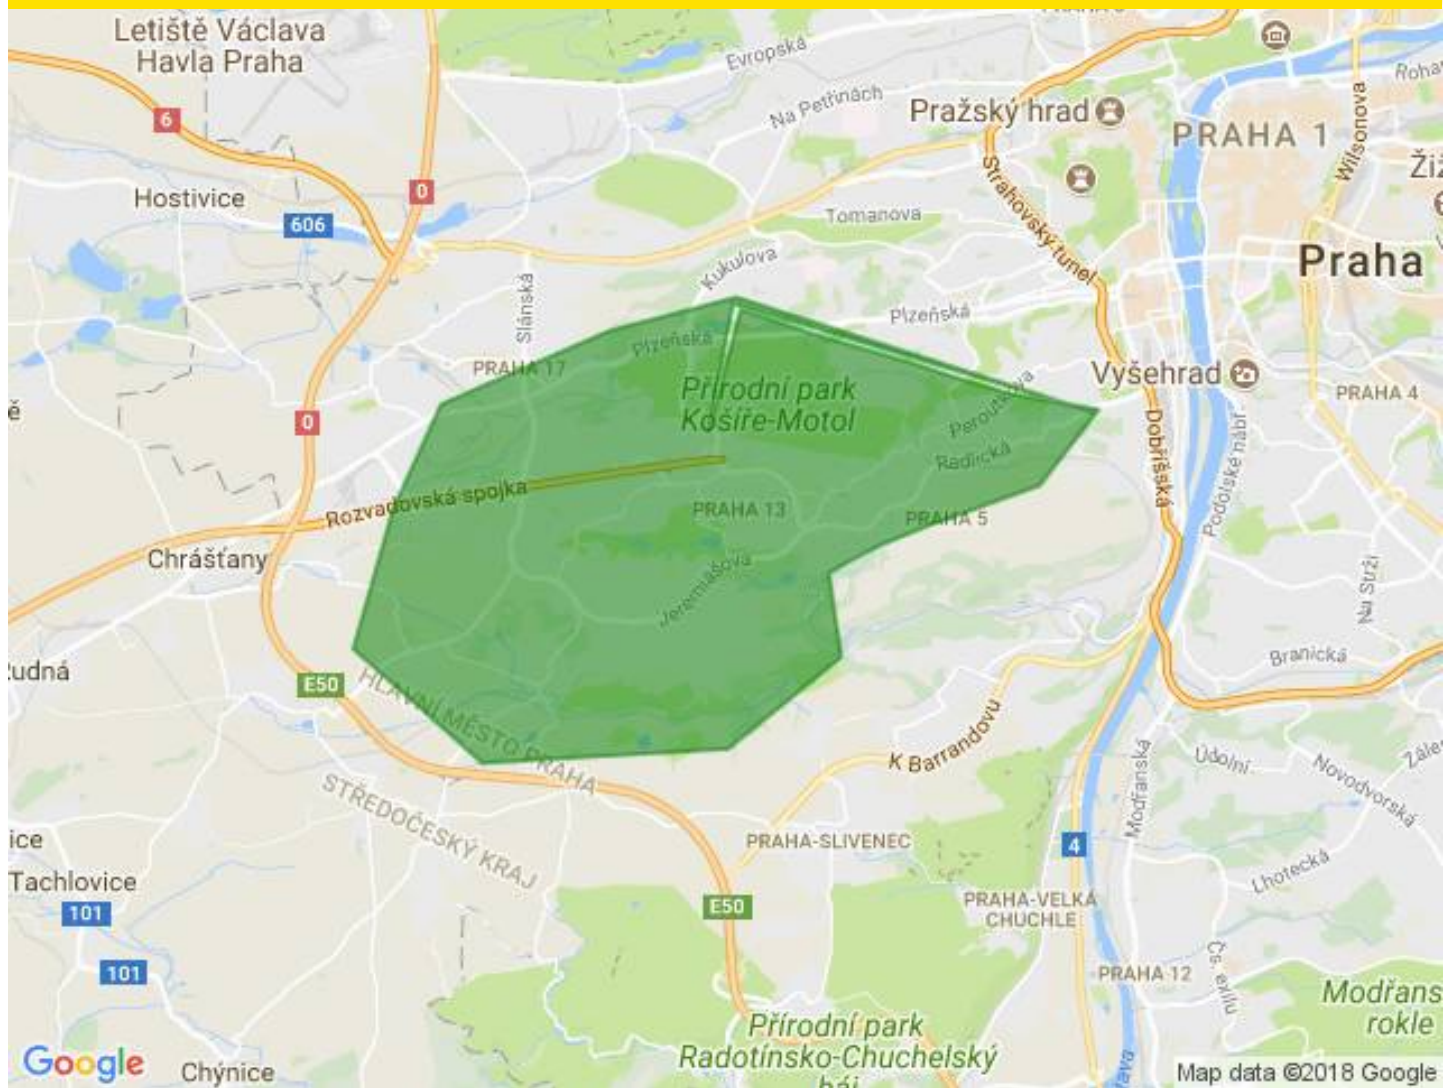 Letiště Václava
Havla Praha
Evropská
Rohan
Na Petřinách
Pražský hrad
6
PRAHA 1
Wilsonova
Žiž
0
Hostivice
606
Tomanova
Strahovský tunel
Kukulova
Praha
Slánská
Plzeňská
Plzeňská
PRAHA 17
Přírodní park
Košíře-Motol
Vyšehrad
PRAHA 4
ě
0
Peroutkova
Dobříšská
Podolské nábř.
Radlická
Rozvadovská spojka
PRAHA 13
PRAHA 5
Chrášťany
Jeremiášova
Na Strži
Rudná
E50
HLAVNÍ MĚSTO PRAHA
Branická
K Barrandovu
Modřanská
Údolní
Novodvorská
Zále
STŘEDOČESKÝ KRAJ
ice
PRAHA-SLIVENEC
4
Lhotecká
Tachlovice
101
E50
PRAHA-VELKÁ
CHUCHLE
Čs. exilu
101
PRAHA 12
Modřans
rokle
Přírodní park
Radotínsko-Chuchelský
háj
Google
Chýnice
tava
Map data ©2018 Google